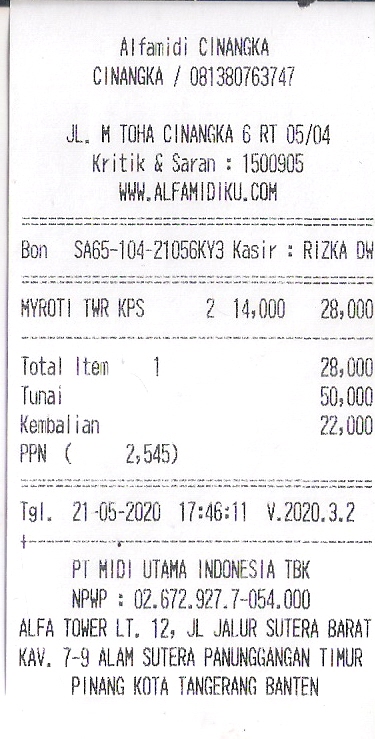 Alfamidi CINANGKA
CINANGKA / 081380763747
JL. M TOHA CINANGKA 6 RT 05/04
Kritik & Saran : 1500905
WWW.ALFAMIDIKU.COM
Bon SA65-104-21056KY3 Kasir : RIZKA DW
MYROTI TWR KPS 2 14,000 28,000
Total Item 1 28,000
Tunai 50,000
Kembalian 22,000
PPN ( 2,545)
Tgl. 21-05-2020 17:46:11 V.2020.3.2
PT MIDI UTAMA INDONESIA TBK
NPWP : 02.672.927.7-054.000
ALFA TOWER LT. 12, JL JALUR SUTERA BARAT
KAV. 7-9 ALAM SUTERA PANUNGGANGAN TIMUR
PINANG KOTA TANGERANG BANTEN